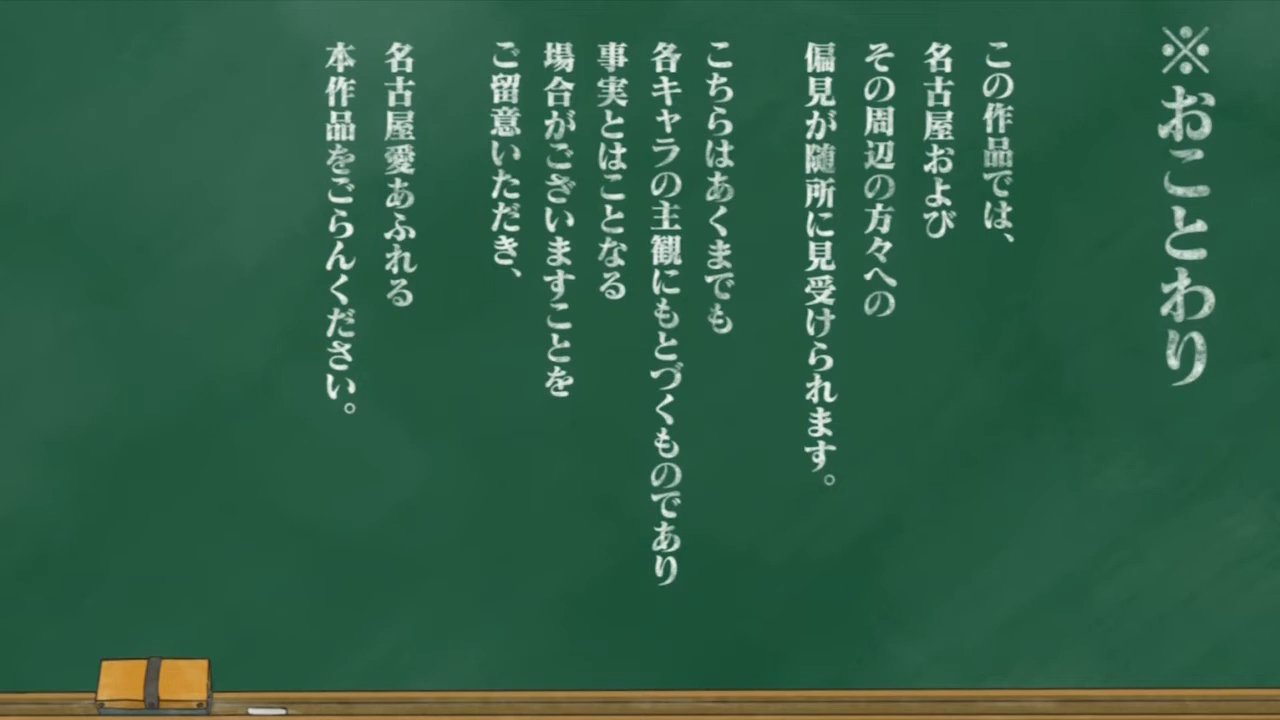 ※おことわり
この作品では、
名古屋および
その周辺の方々への
偏見が随所に見受けられます。
こちらはあくまでも
各キャラの主観にもとづくものであり
事実とはことなる
場合がございますことを
ご留意いただき、
名古屋愛あふれる
本作品をごらんください。